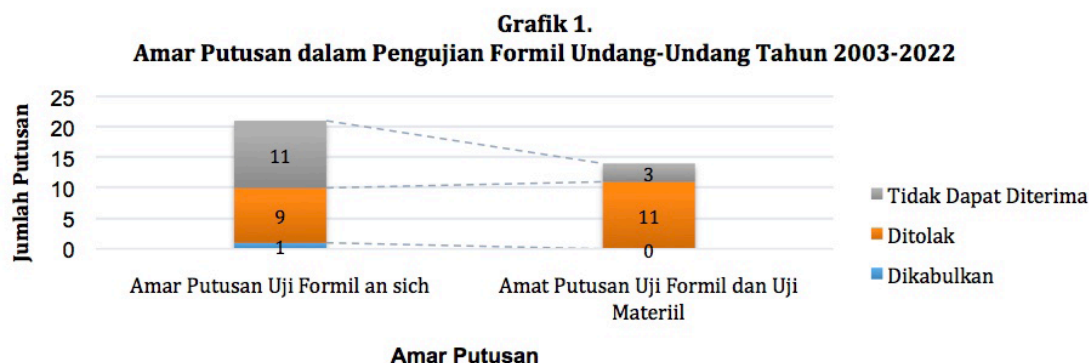 Grafik 1.
Amar Putusan dalam Pengujian Formil Undang-Undang Tahun 2003-2022
Jumlah Putusan
25
20
15
10
5
0
11
9
1
3
11
0
Amar Putusan Uji Formil an sich
Amat Putusan Uji Formil dan Uji
Materiil
Amar Putusan
Tidak Dapat Diterima
Ditolak
Dikabulkan